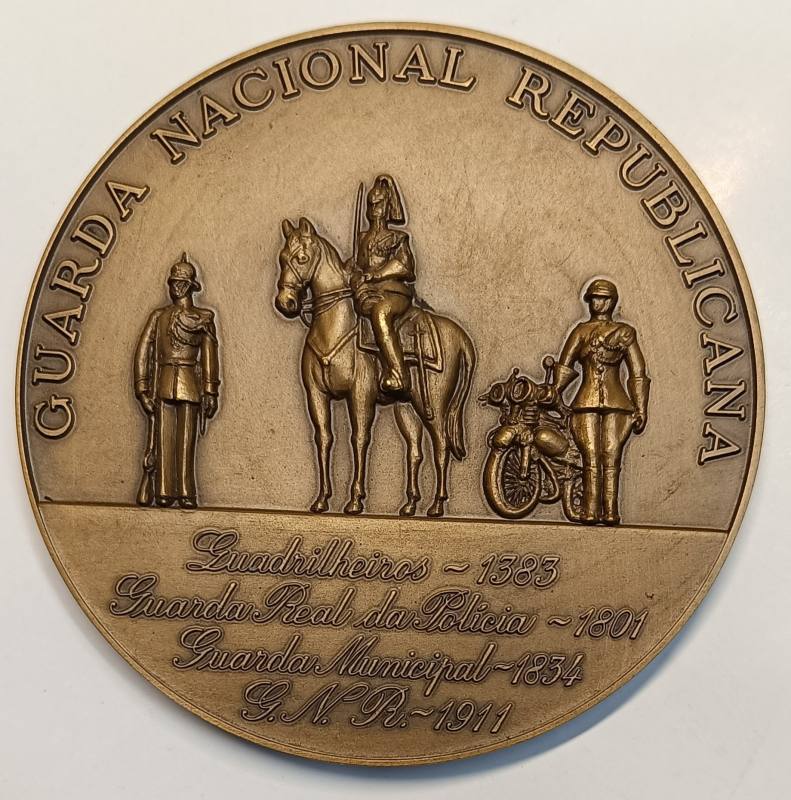 GUARDA NACIONAL REPUBLICANA
Quadrilheiros ~ 1383
Guarda Real da Polícia ~ 1801
Guarda Municipal ~ 1834
G. N. R. ~ 1911